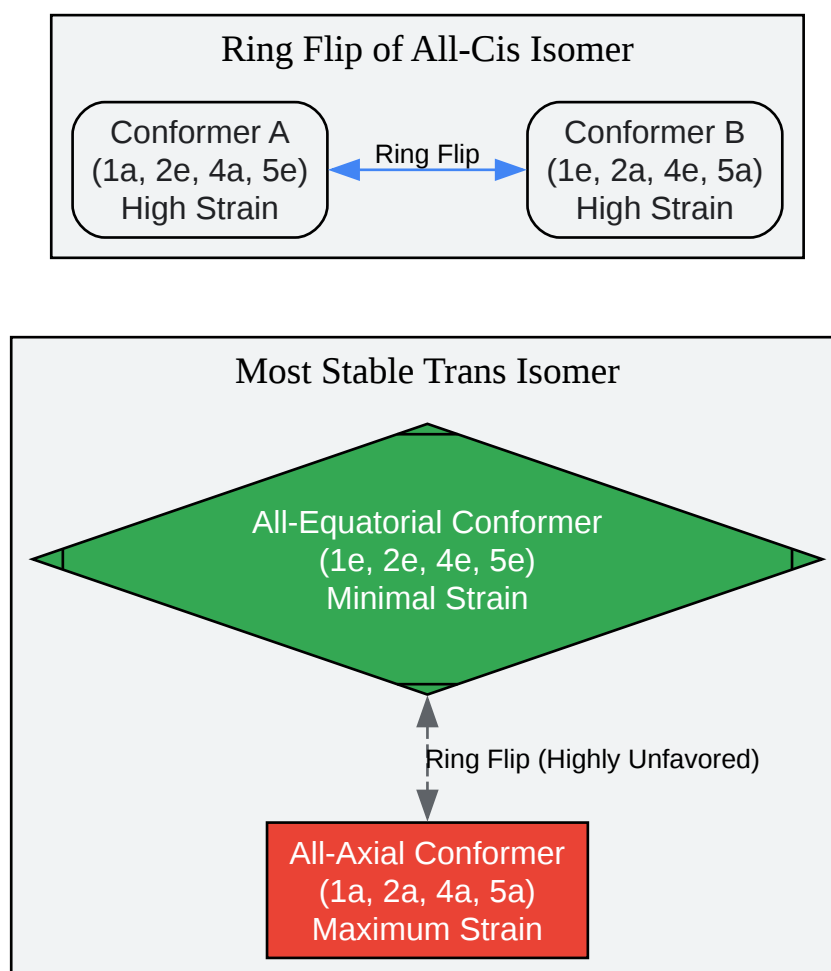 Ring Flip of All-Cis Isomer
Conformer A
(1a, 2e, 4a, 5e)
High Strain
Ring Flip
Conformer B
(1e, 2a, 4e, 5a)
High Strain
Most Stable Trans Isomer
All-Equatorial Conformer
(1e, 2e, 4e, 5e)
Minimal Strain
Ring Flip (Highly Unfavored)
All-Axial Conformer
(1a, 2a, 4a, 5a)
Maximum Strain